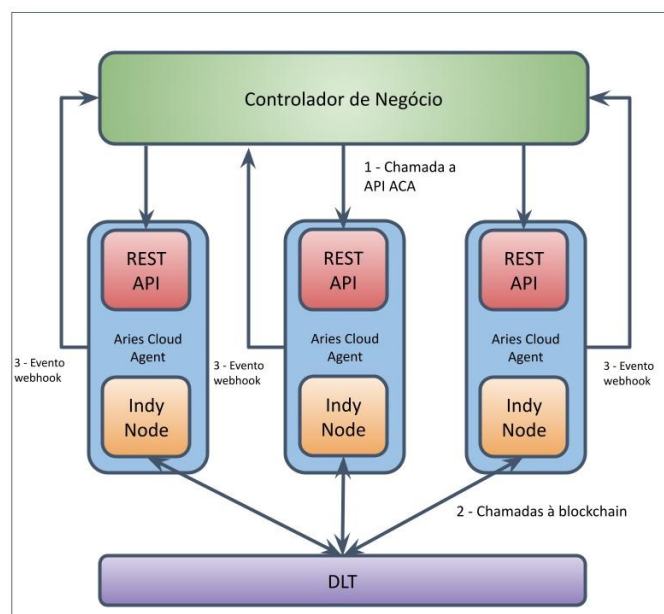 Controlador de Negócio
1 - Chamada a
API ACA
REST
API
REST
API
REST
API
Aries Cloud
Agent
Aries Cloud
Agent
Aries Cloud
Agent
3 - Evento
webhook
3 - Evento
webhook
3 - Evento
webhook
Indy
Node
Indy
Node
Indy
Node
2 - Chamadas à blockchain
DLT